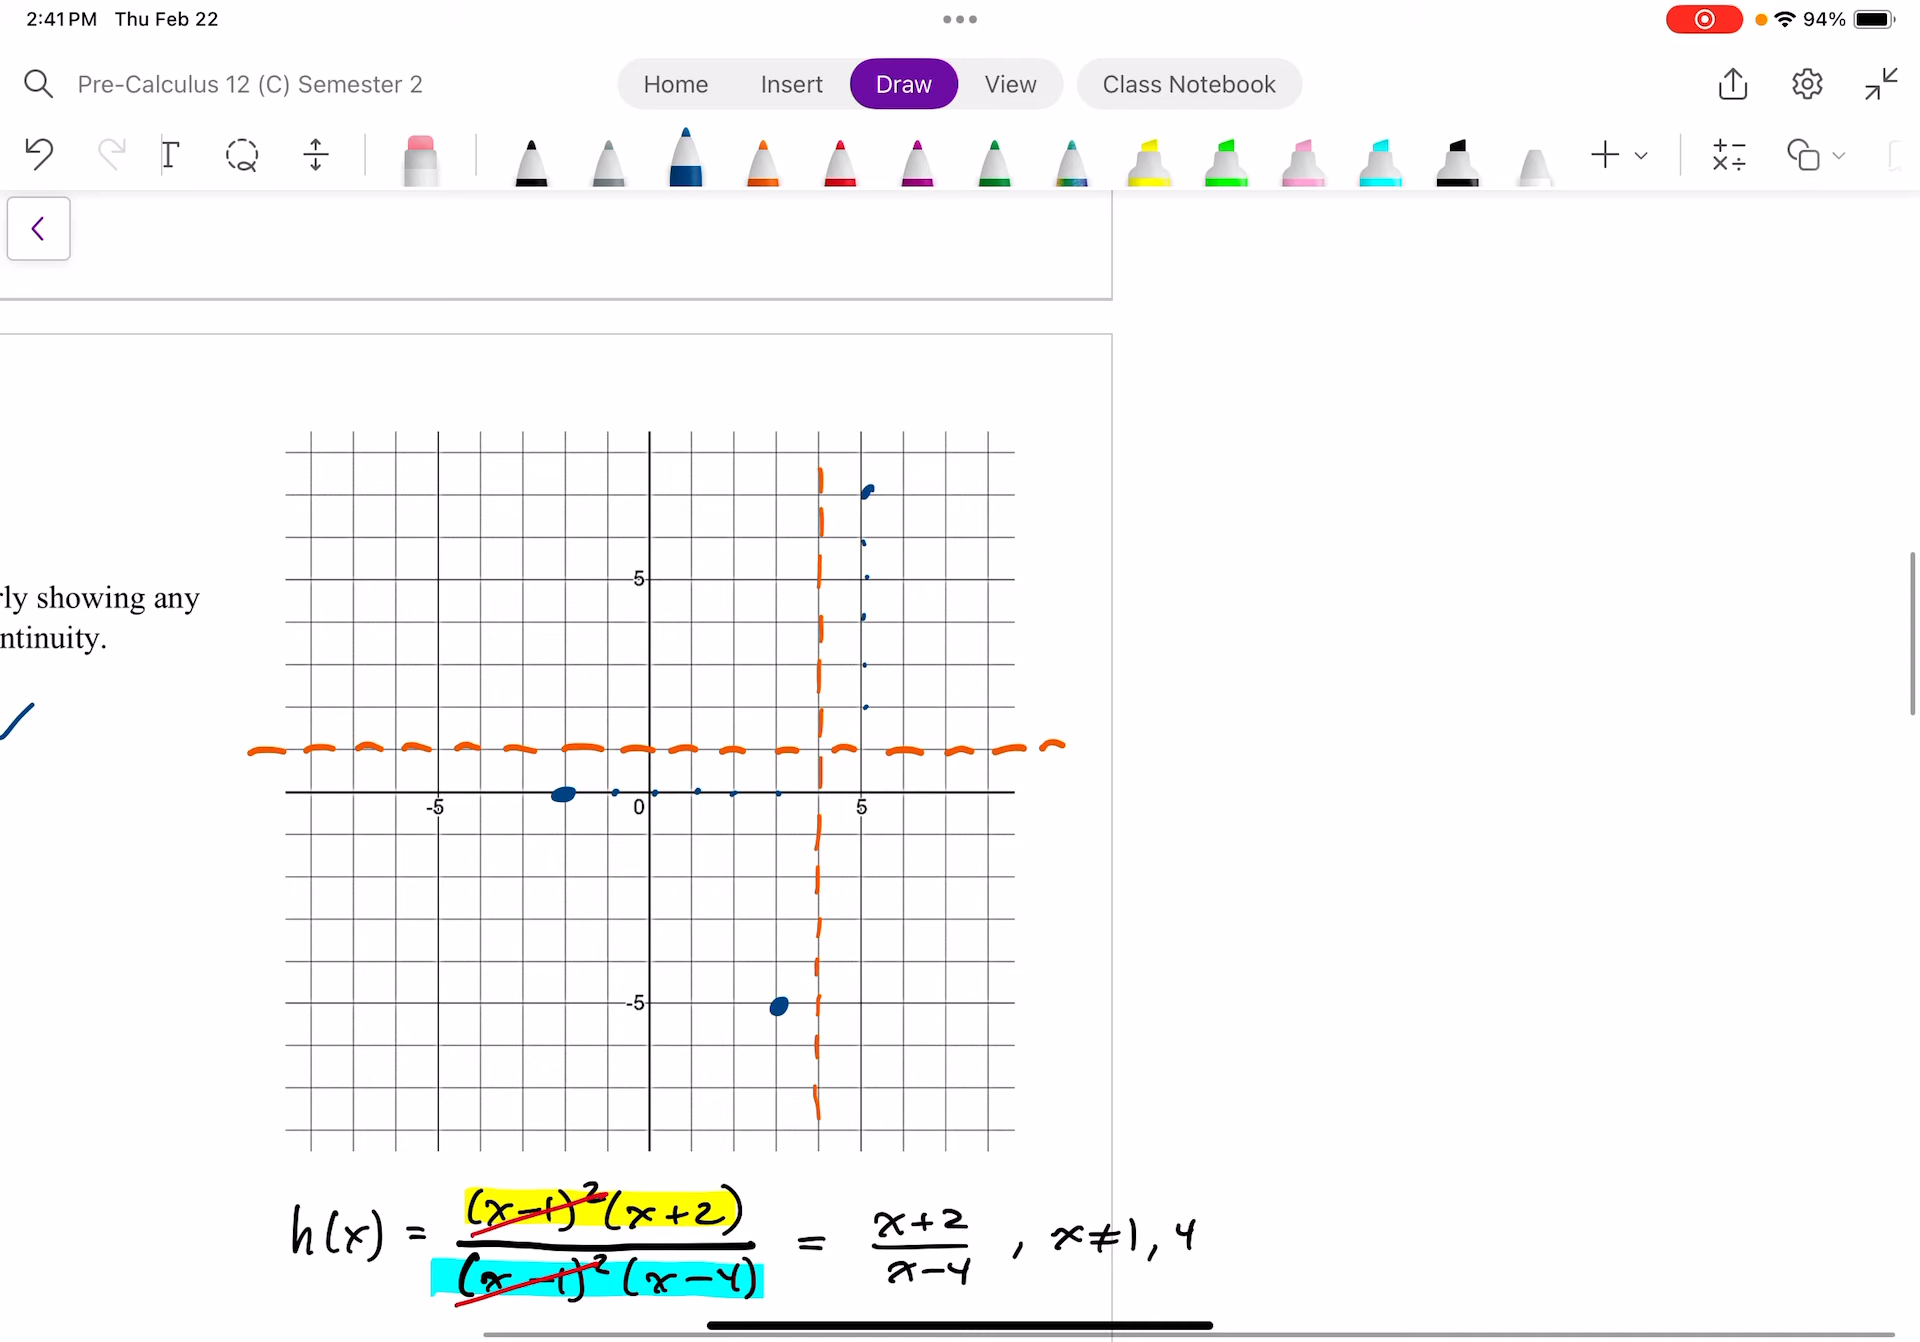 2:41 PM Thu Feb 22 94%
Pre-Calculus 12 (C) Semester 2 Home Insert Draw View Class Notebook
5
-5 0 5
-5
rly showing any
ntinuity.
h(x) = (x-1)²(x+2) / (x-1)²(x-4) = x+2 / x-4 , x≠1, 4